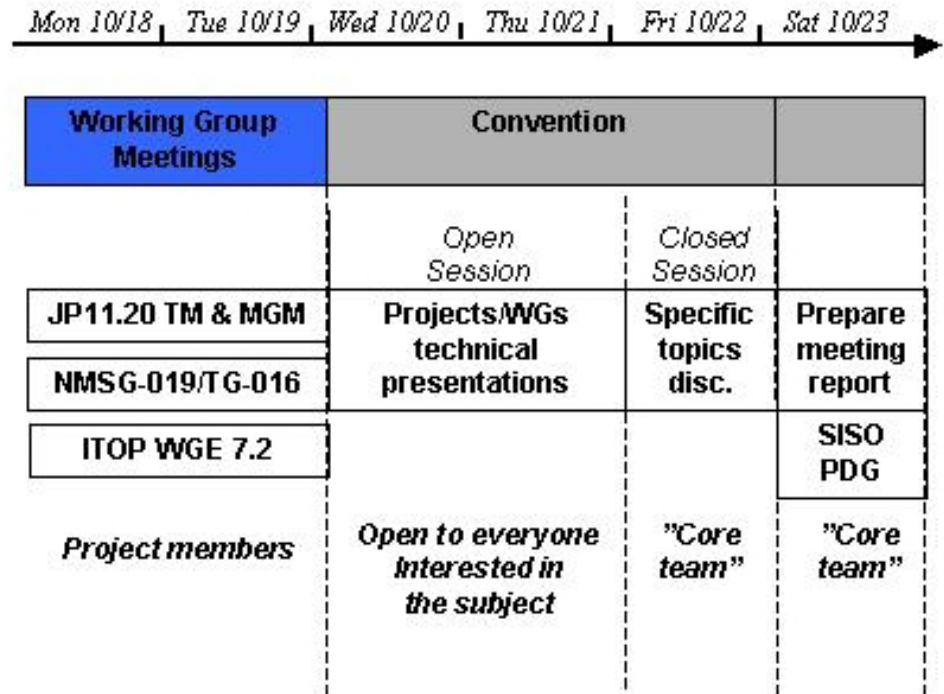 Mon 10/18 Tue 10/19 Wed 10/20 Thu 10/21 Fri 10/22 Sat 10/23
Working Group
Meetings
Convention
Open
Session
Closed
Session
JP11.20 TM & MGM
NMSG-019/TG-016
ITOP WGE 7.2
Projects/WGs
technical
presentations
Specific
topics
disc.
Prepare
meeting
report
SISO
PDG
Project members
Open to everyone
Interested in
the subject
”Core
team”
”Core
team”